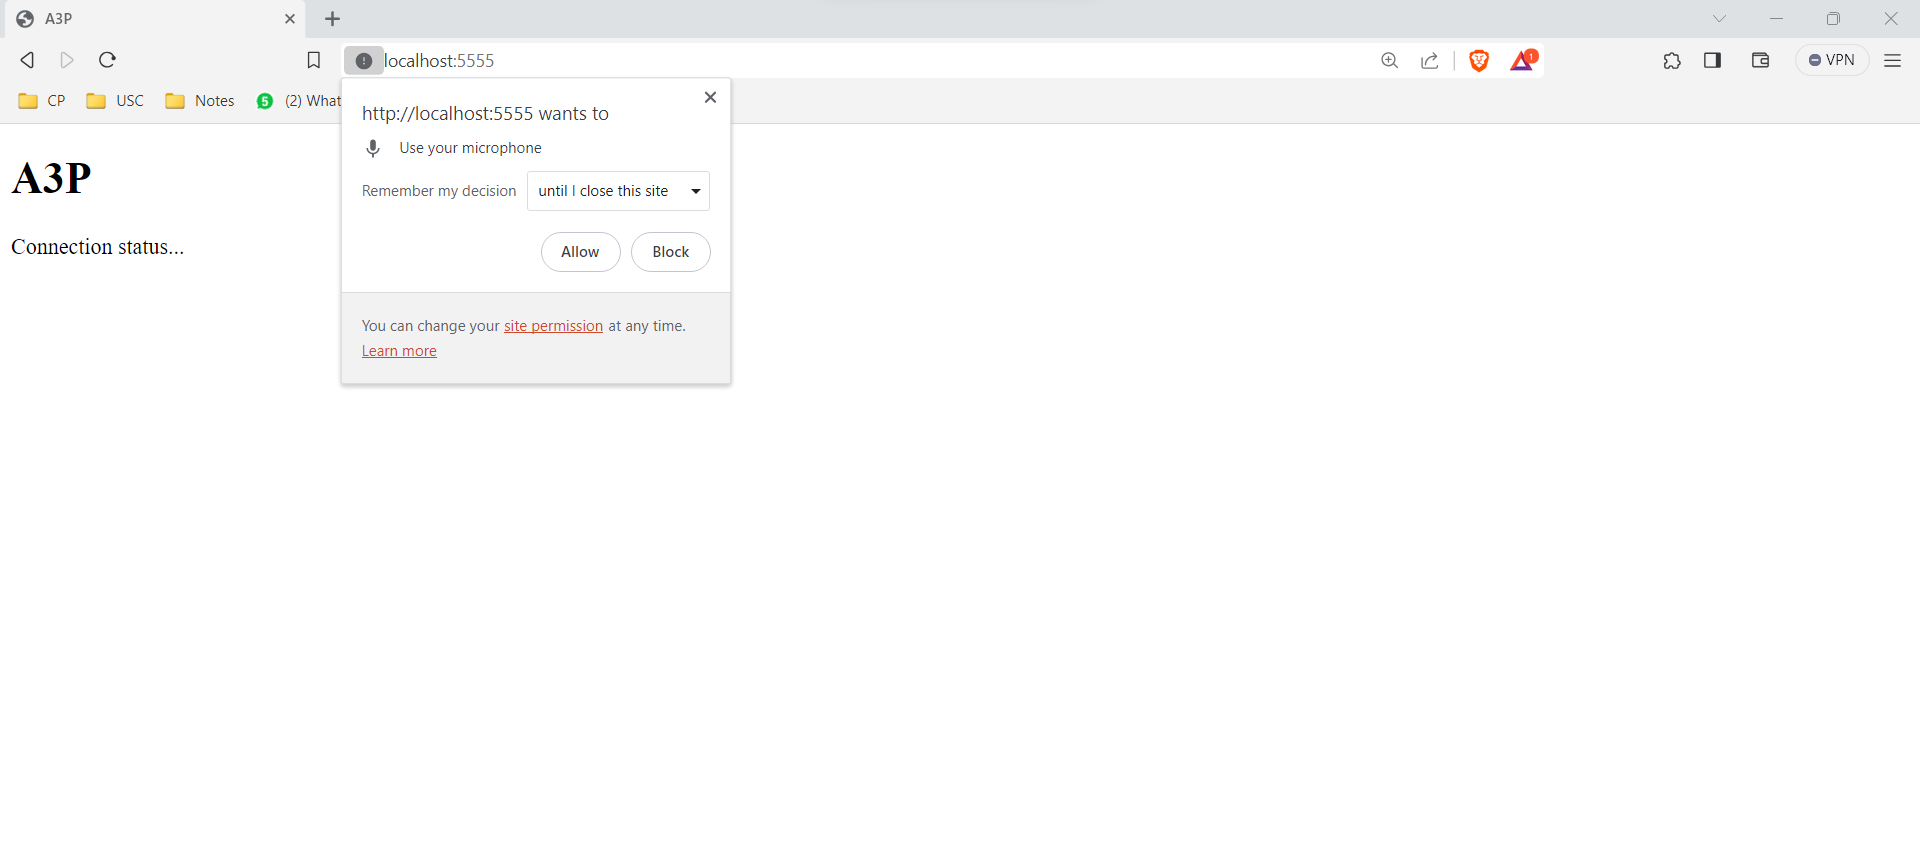 A3P
localhost:5555
1
VPN
CP
USC
Notes
5
(2) What
http://localhost:5555 wants to
Use your microphone
Remember my decision
until I close this site
Allow
Block
You can change your site permission at any time.
Learn more
A3P
Connection status...